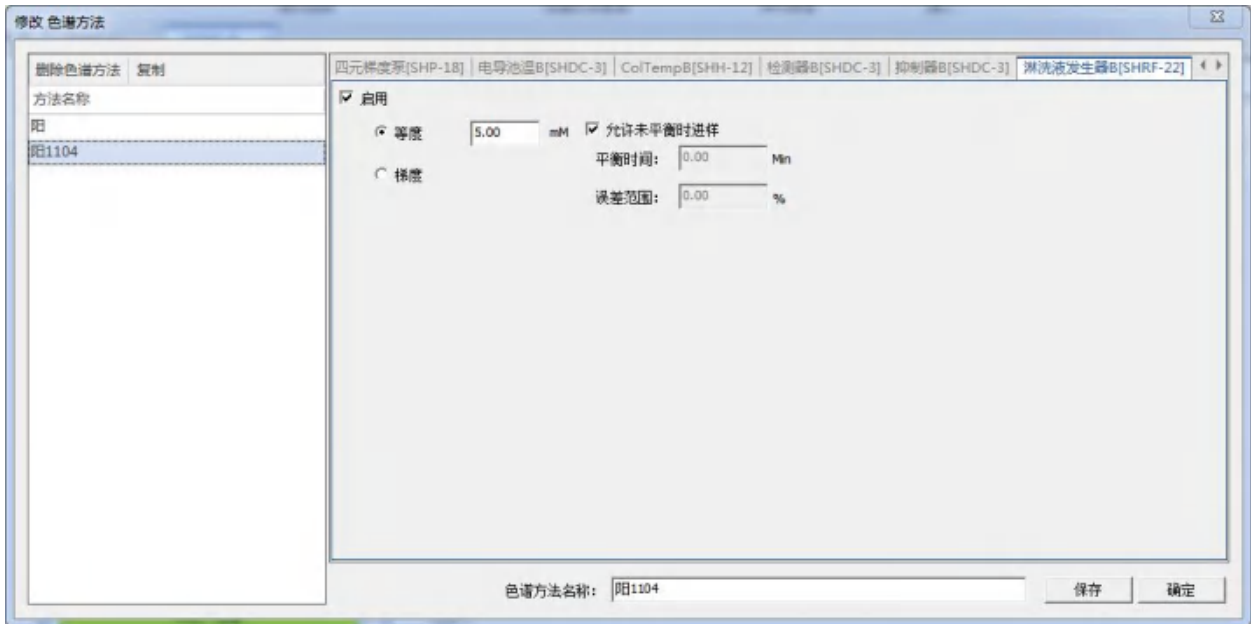 修改 色谱方法
删除色谱方法 复制
四元梯度泵[SHP-18] 电导池温B[SHDC-3] ColTempB[SHH-12] 检测器B[SHDC-3] 抑制器B[SHDC-3] 淋洗液发生器B[SHRF-22]
方法名称
阳
阳1104
启用
等度 5.00 mM 允许未平衡时进样
平衡时间: 0.00 Min
梯度
误差范围: 0.00 %
色谱方法名称: 阳1104 保存 确定